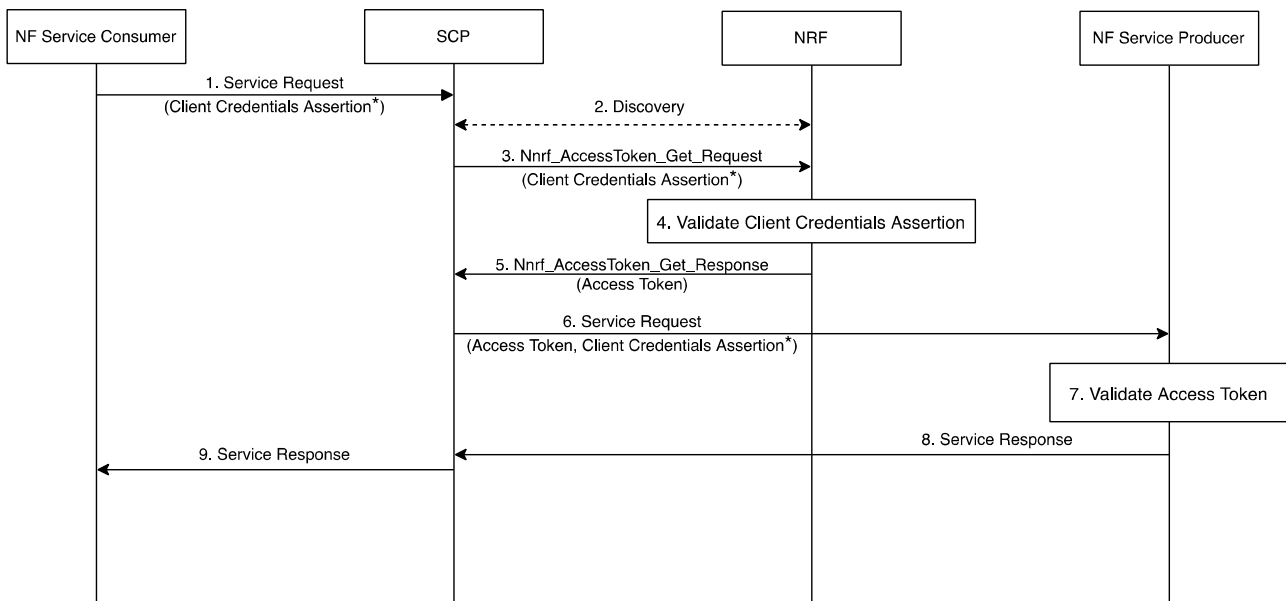 NF Service Consumer
SCP
NRF
NF Service Producer
1. Service Request
(Client Credentials Assertion*)
2. Discovery
3. Nnrf_AccessToken_Get_Request
(Client Credentials Assertion*)
4. Validate Client Credentials Assertion
5. Nnrf_AccessToken_Get_Response
(Access Token)
6. Service Request
(Access Token, Client Credentials Assertion*)
7. Validate Access Token
8. Service Response
9. Service Response